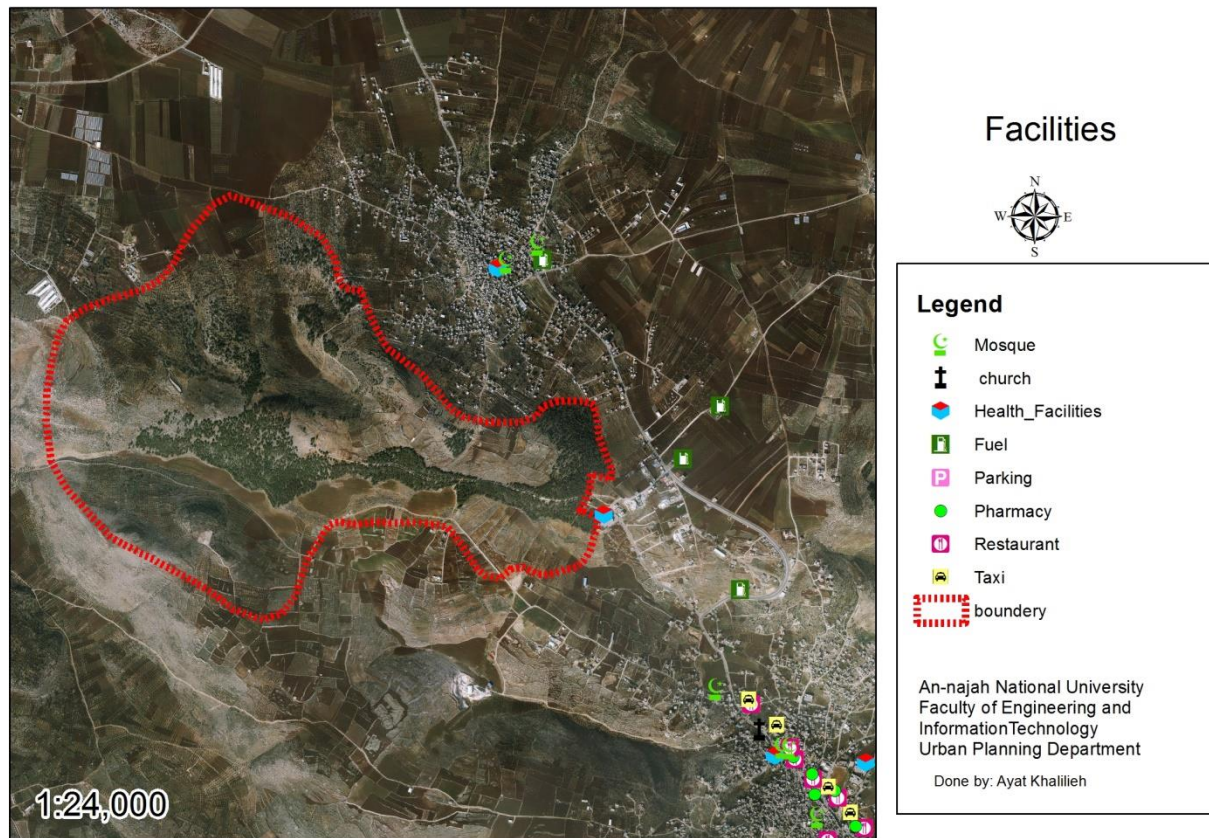 Facilities
N
W E
S
Legend
Mosque
church
Health_Facilities
Fuel
P Parking
Pharmacy
Restaurant
Taxi
boundery
An-najah National University
Faculty of Engineering and
InformationTechnology
Urban Planning Department
Done by: Ayat Khalilieh
1:24,000